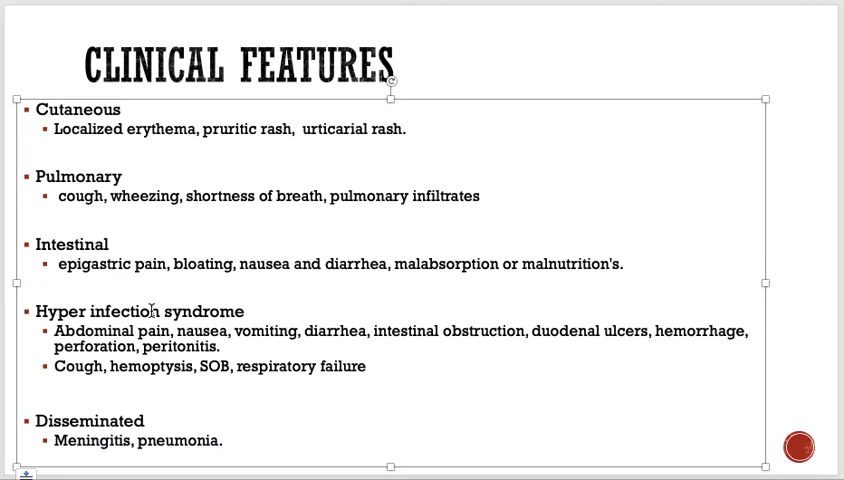 CLINICAL FEATURES
Cutaneous
Localized erythema, pruritic rash, urticarial rash.
Pulmonary
cough, wheezing, shortness of breath, pulmonary infiltrates
Intestinal
epigastric pain, bloating, nausea and diarrhea, malabsorption or malnutrition's.
Hyper infection syndrome
Abdominal pain, nausea, vomiting, diarrhea, intestinal obstruction, duodenal ulcers, hemorrhage,
perforation, peritonitis.
Cough, hemoptysis, SOB, respiratory failure
Disseminated
Meningitis, pneumonia.